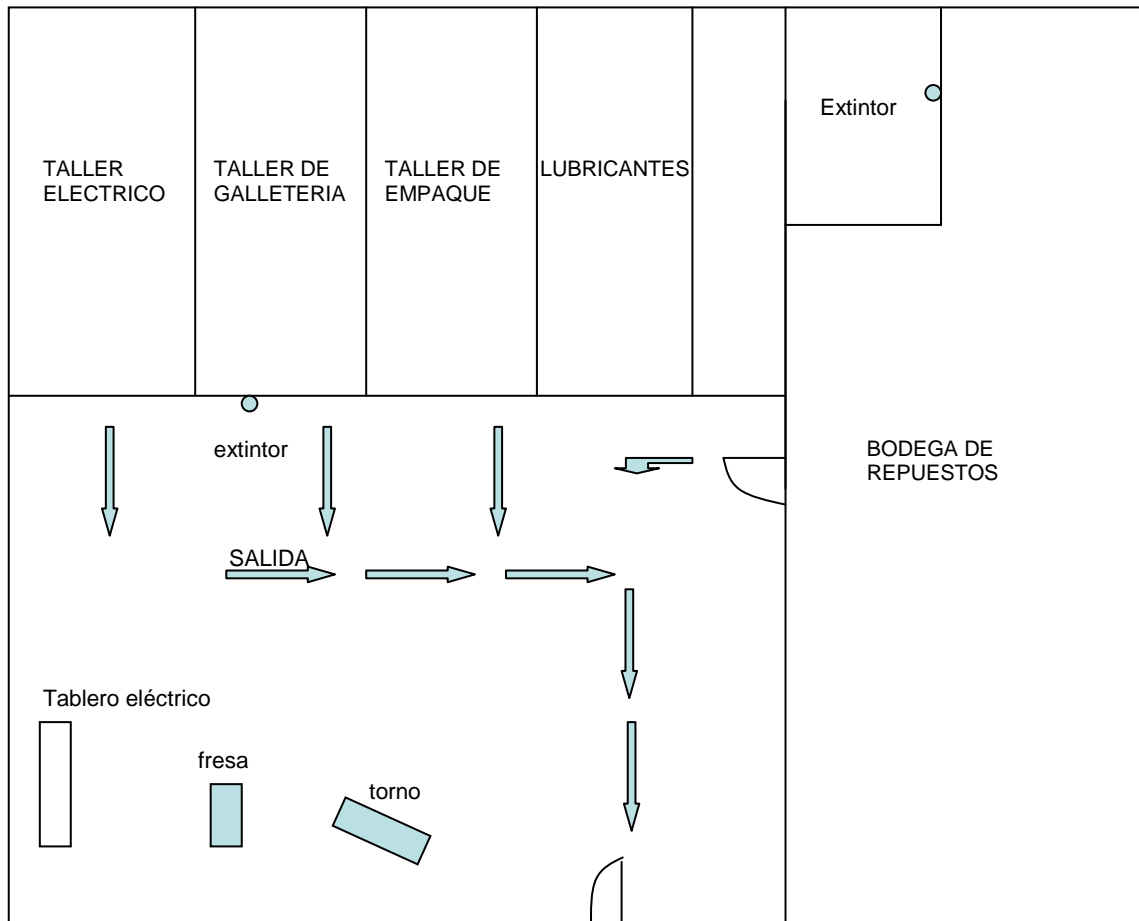 TALLER
ELECTRICO
TALLER DE
GALLETERIA
TALLER DE
EMPAQUE
LUBRICANTES
Extintor
extintor
BODEGA DE
REPUESTOS
SALIDA
Tablero eléctrico
fresa
torno